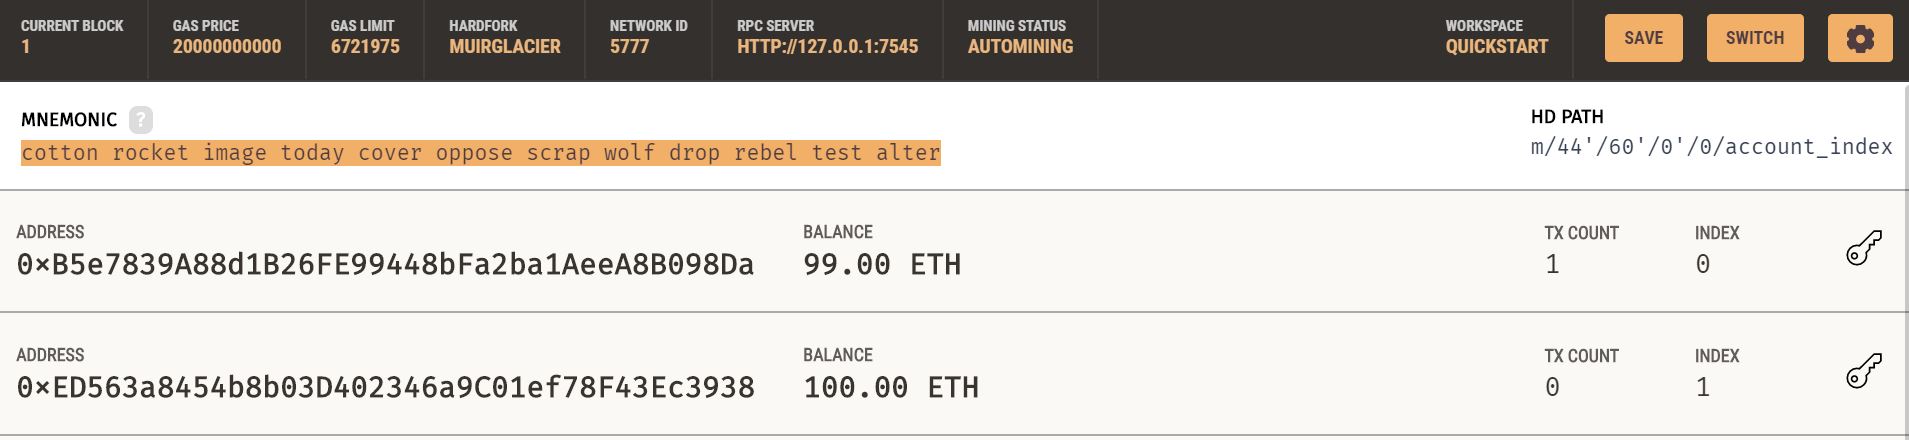 CURRENT BLOCK GAS PRICE GAS LIMIT HARDFORK NETWORK ID RPC SERVER MINING STATUS WORKSPACE
1 20000000000 6721975 MUIRGLACIER 5777 HTTP://127.0.0.1:7545 AUTOMINING QUICKSTART SAVE SWITCH
MNEMONIC ? HD PATH
cotton rocket image today cover oppose scrap wolf drop rebel test alter m/44'/60'/0'/0/account_index
ADDRESS BALANCE TX COUNT INDEX
0×B5e7839A88d1B26FE99448bFa2ba1AeeA8B098Da 99.00 ETH 1 0
ADDRESS BALANCE TX COUNT INDEX
0×ED563a8454b8b03D402346a9C01ef78F43Ec3938 100.00 ETH 0 1